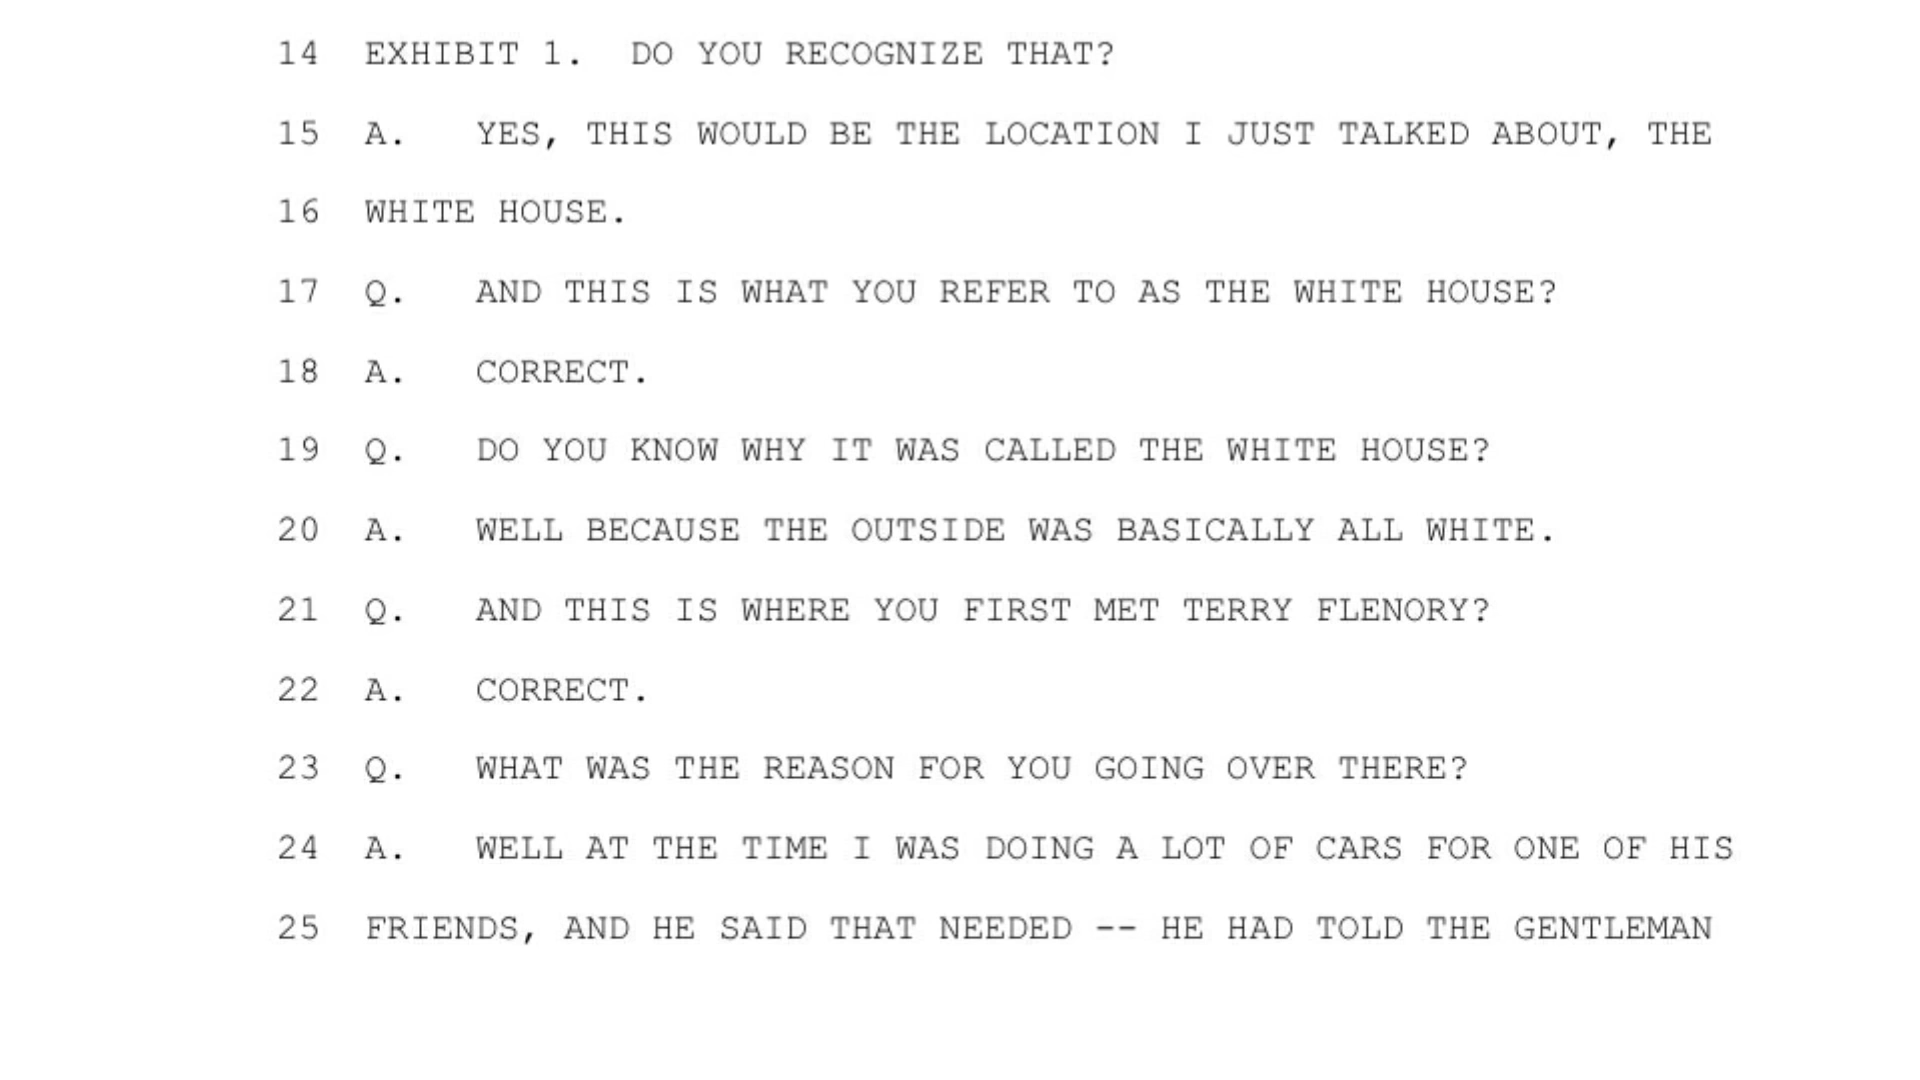 14 EXHIBIT 1. DO YOU RECOGNIZE THAT?
15 A. YES, THIS WOULD BE THE LOCATION I JUST TALKED ABOUT, THE
16 WHITE HOUSE.
17 Q. AND THIS IS WHAT YOU REFER TO AS THE WHITE HOUSE?
18 A. CORRECT.
19 Q. DO YOU KNOW WHY IT WAS CALLED THE WHITE HOUSE?
20 A. WELL BECAUSE THE OUTSIDE WAS BASICALLY ALL WHITE.
21 Q. AND THIS IS WHERE YOU FIRST MET TERRY FLENORY?
22 A. CORRECT.
23 Q. WHAT WAS THE REASON FOR YOU GOING OVER THERE?
24 A. WELL AT THE TIME I WAS DOING A LOT OF CARS FOR ONE OF HIS
25 FRIENDS, AND HE SAID THAT NEEDED -- HE HAD TOLD THE GENTLEMAN